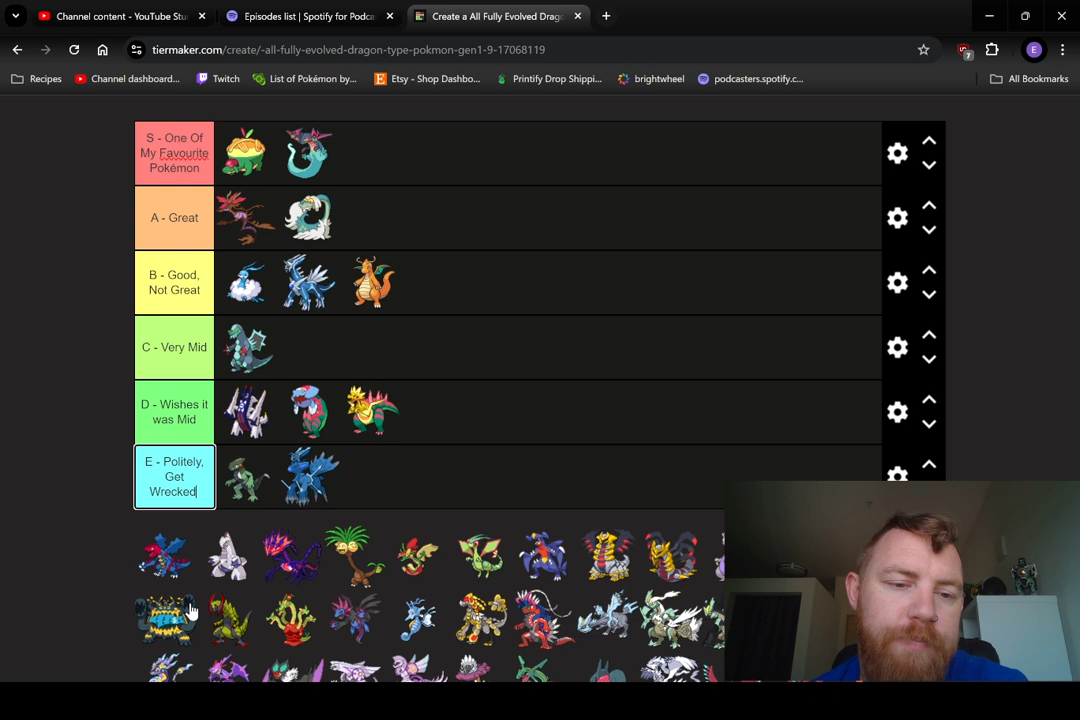 Channel content - YouTube Stu
Episodes list | Spotify for Podca
Create a All Fully Evolved Drago
tiermaker.com/create/-all-fully-evolved-dragon-type-pokmon-gen1-9-17068119
7
E
Recipes
Channel dashboard...
Twitch
List of Pokémon by...
Etsy - Shop Dashbo...
Printify Drop Shippi...
brightwheel
podcasters.spotify.c...
All Bookmarks
S - One Of
My Favourite
Pokémon
A - Great
B - Good,
Not Great
C - Very Mid
D - Wishes it
was Mid
E - Politely,
Get
Wrecked